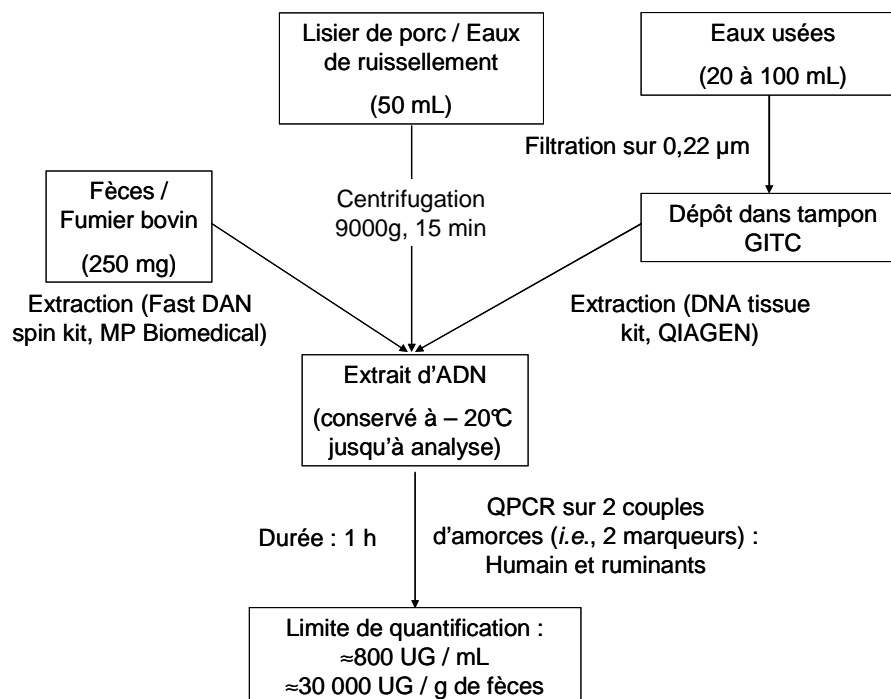 Lisier de porc / Eaux
de ruissellement
(50 mL)
Eaux usées
(20 à 100 mL)
Filtration sur 0,22 µm
Fèces /
Fumier bovin
(250 mg)
Centrifugation
9000g, 15 min
Dépôt dans tampon
GITC
Extraction (Fast DAN
spin kit, MP Biomedical)
Extraction (DNA tissue
kit, QIAGEN)
Extrait d'ADN
(conservé à – 20°C
jusqu'à analyse)
Durée : 1 h
QPCR sur 2 couples
d'amorces (i.e., 2 marqueurs) :
Humain et ruminants
Limite de quantification :
≈800 UG / mL
≈30 000 UG / g de fèces